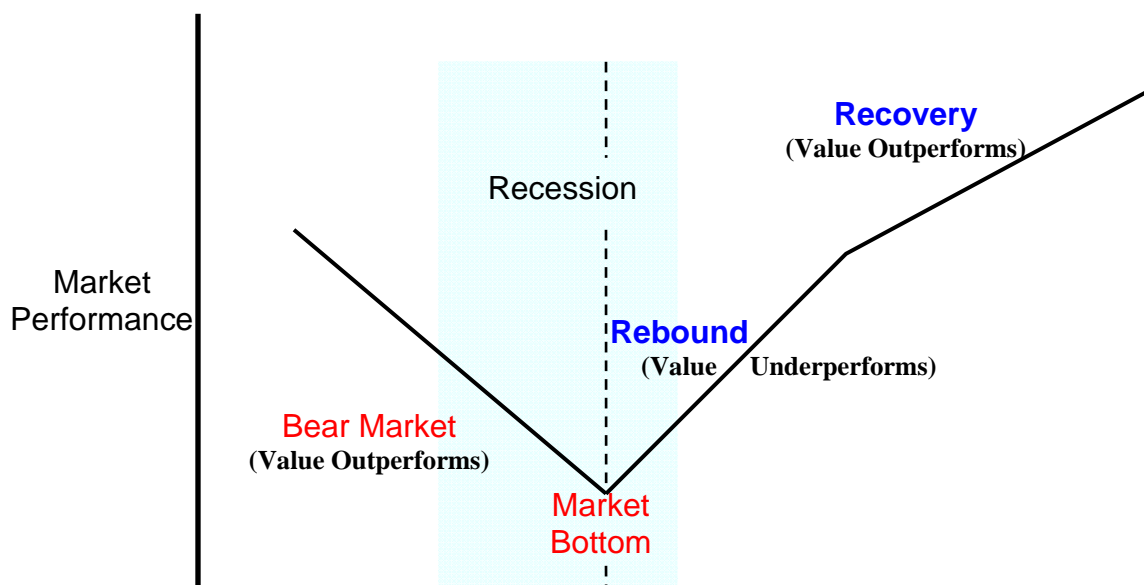 Recovery
(Value Outperforms)
Recession
Market
Performance
Rebound
(Value Underperforms)
Bear Market
(Value Outperforms)
Market
Bottom